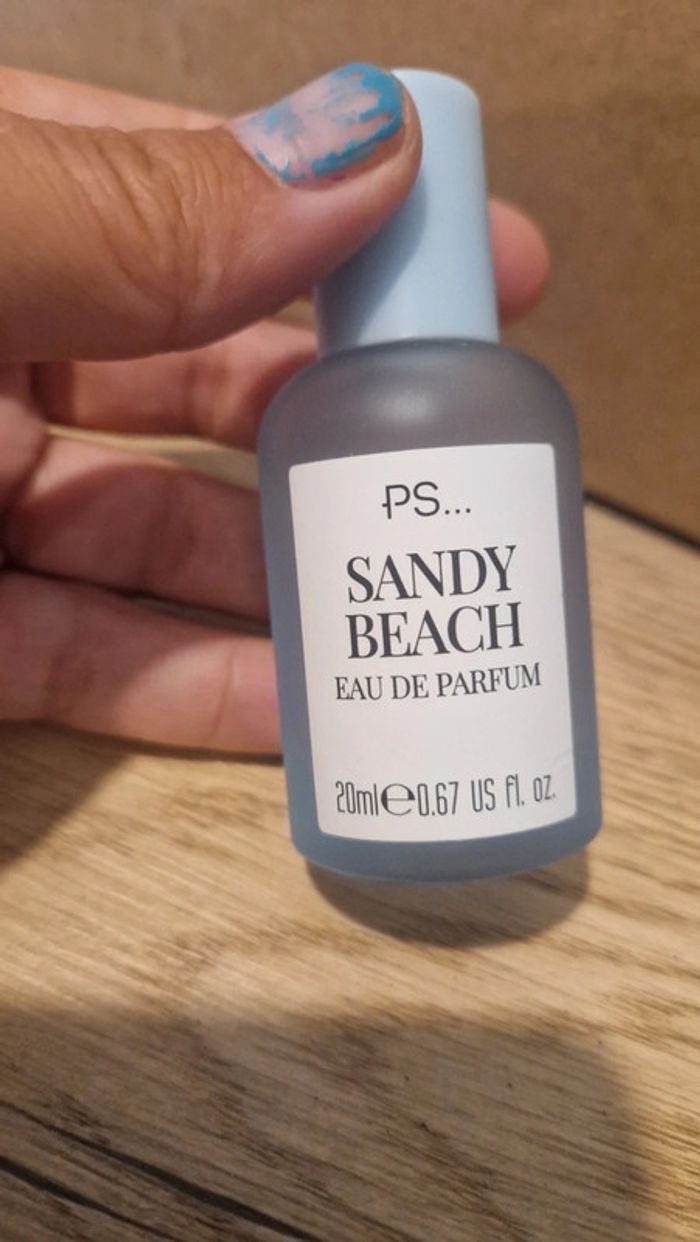 PS...
SANDY
BEACH
EAU DE PARFUM
20ml℮0.67 US fl. oz.